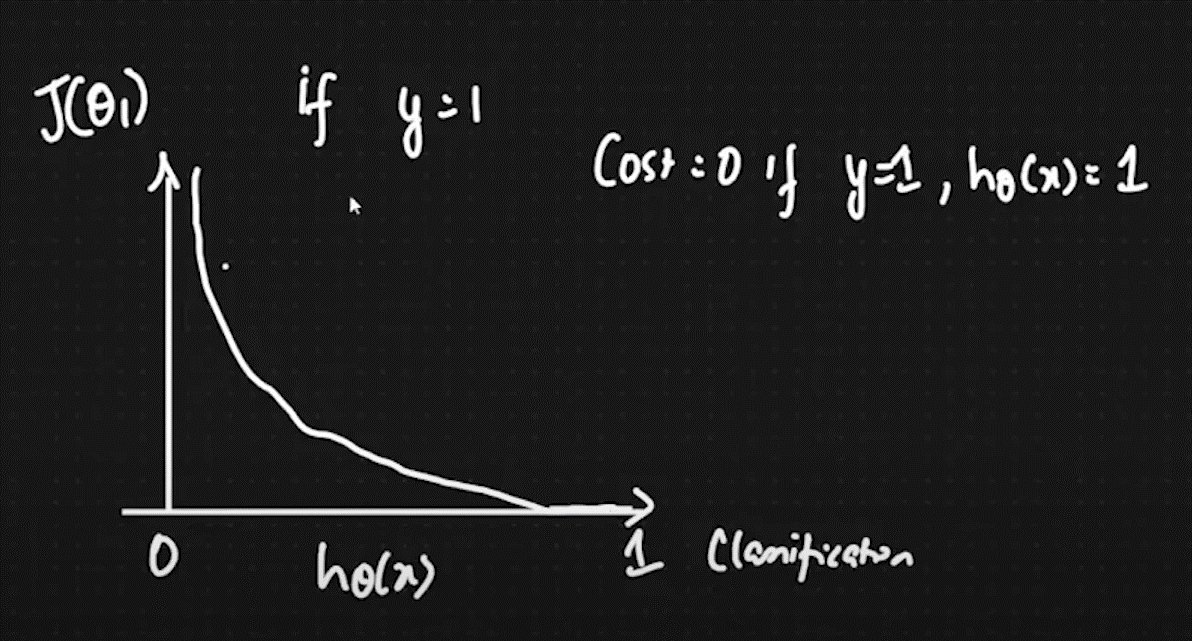 J(θ1) if y=1
Cost=0 if y=1, hθ(x)=1
0 hθ(x) 1 Classification